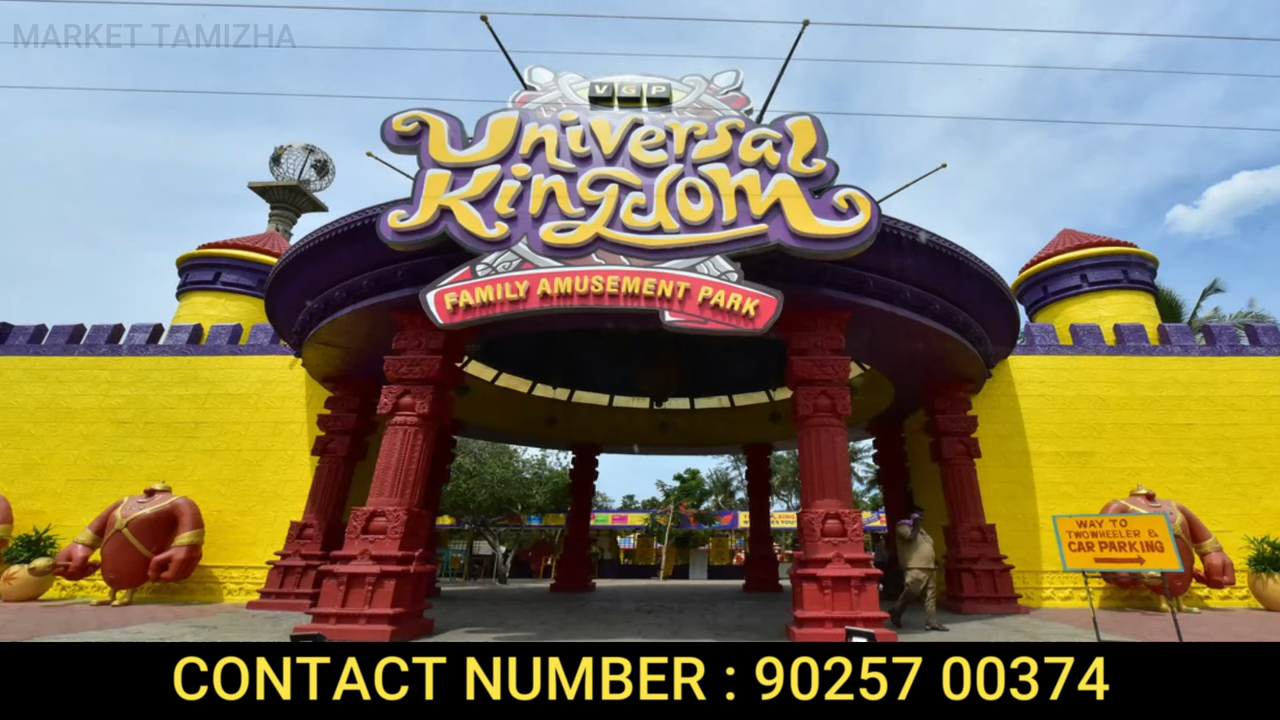 MARKET TAMIZHA
VGP
Universal
Kingdom
FAMILY AMUSEMENT PARK
WAY TO
TWOWHEELER &
CAR PARKING
CONTACT NUMBER : 90257 00374